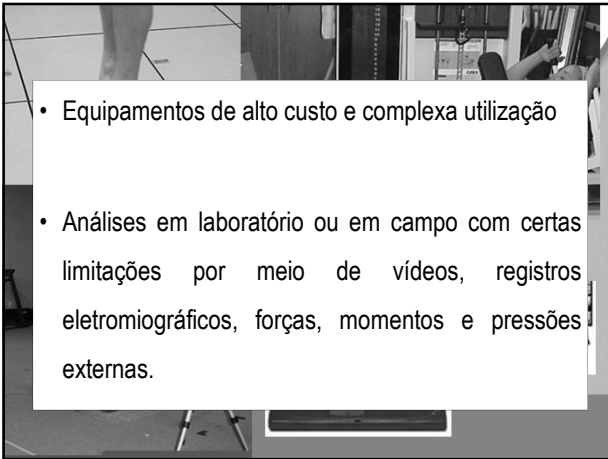 • Equipamentos de alto custo e complexa utilização
• Análises em laboratório ou em campo com certas
limitações por meio de vídeos, registros
eletromiográficos, forças, momentos e pressões
externas.